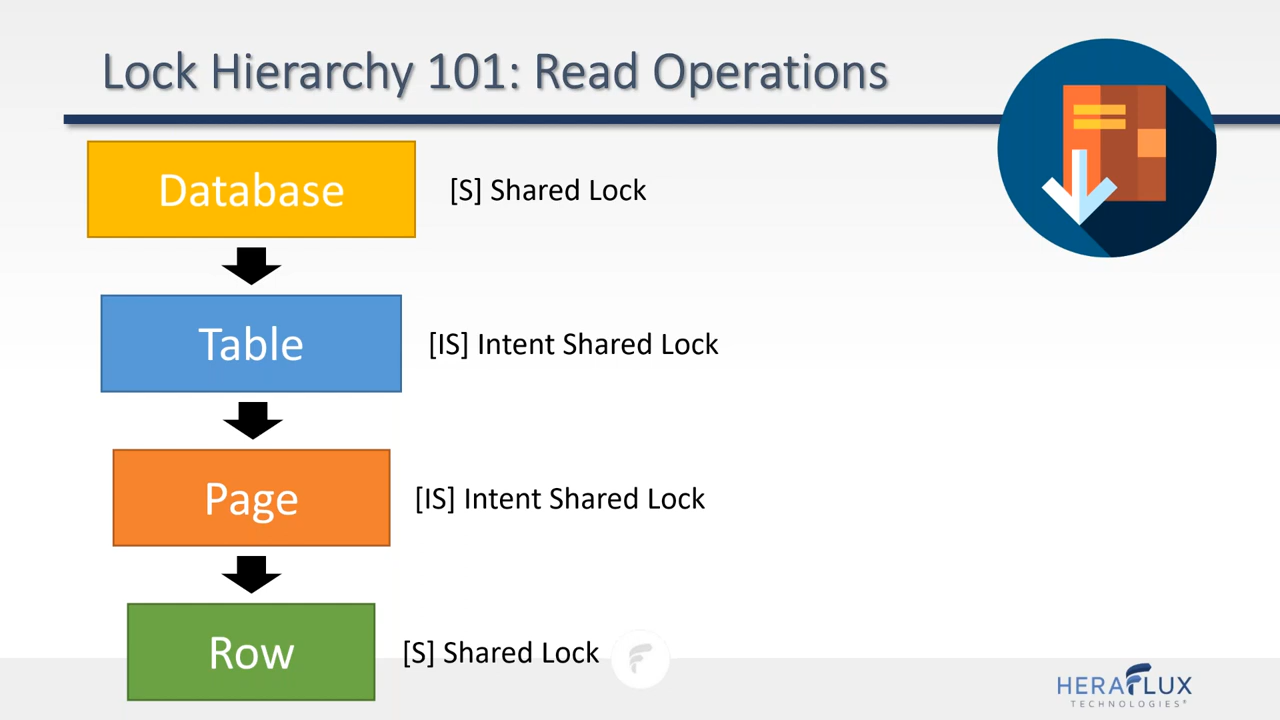 Lock Hierarchy 101: Read Operations
Database
[S] Shared Lock
Table
[IS] Intent Shared Lock
Page
[IS] Intent Shared Lock
Row
[S] Shared Lock
HERAFLUX
TECHNOLOGIES®